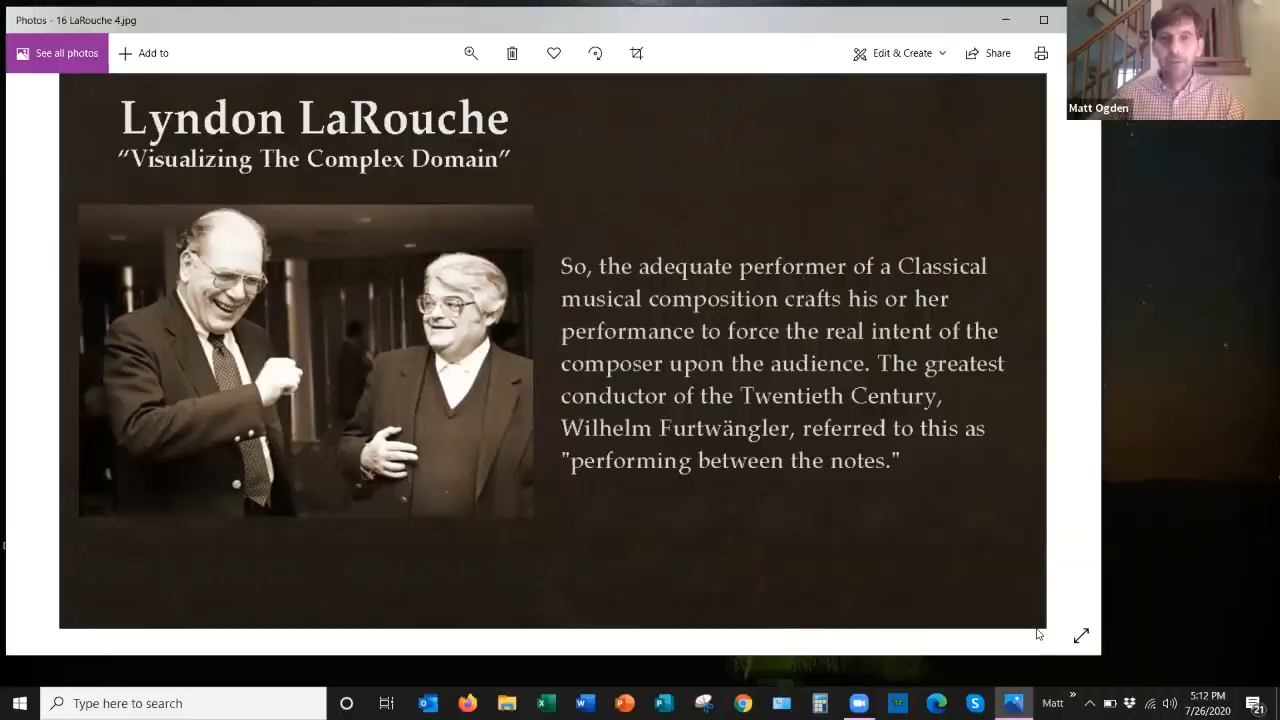 Photos - 16 LaRouche 4.jpg
See all photos
Add to
Edit & Create
Share
Matt Ogden
Lyndon LaRouche
“Visualizing The Complex Domain”
So, the adequate performer of a Classical
musical composition crafts his or her
performance to force the real intent of the
composer upon the audience. The greatest
conductor of the Twentieth Century,
Wilhelm Furtwängler, referred to this as
"performing between the notes."
Type here to search
Matt
5:12 PM
7/26/2020
21